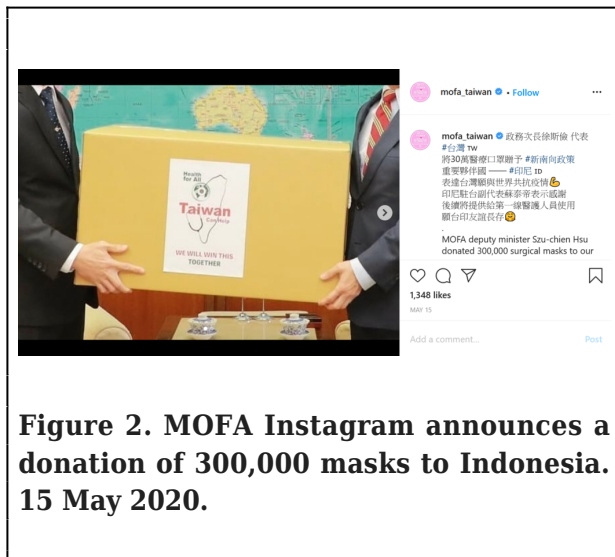 Health
for All
Taiwan
Can Help
WE WILL WIN THIS
TOGETHER
mofa_taiwan • Follow
...
mofa_taiwan 政務次長徐斯儉 代表
#台灣 TW
將30萬醫療口罩贈予 #新南向政策
重要夥伴國 —— #印尼 ID
表達台灣願與世界共抗疫情💪
印尼駐台副代表蘇泰帝表示感謝
後續將提供給第一線醫護人員使用
願台印友誼長存🤗
.
MOFA deputy minister Szu-chien Hsu
donated 300,000 surgical masks to our
1,348 likes
MAY 15
Add a comment...
Post
Figure 2. MOFA Instagram announces a
donation of 300,000 masks to Indonesia.
15 May 2020.